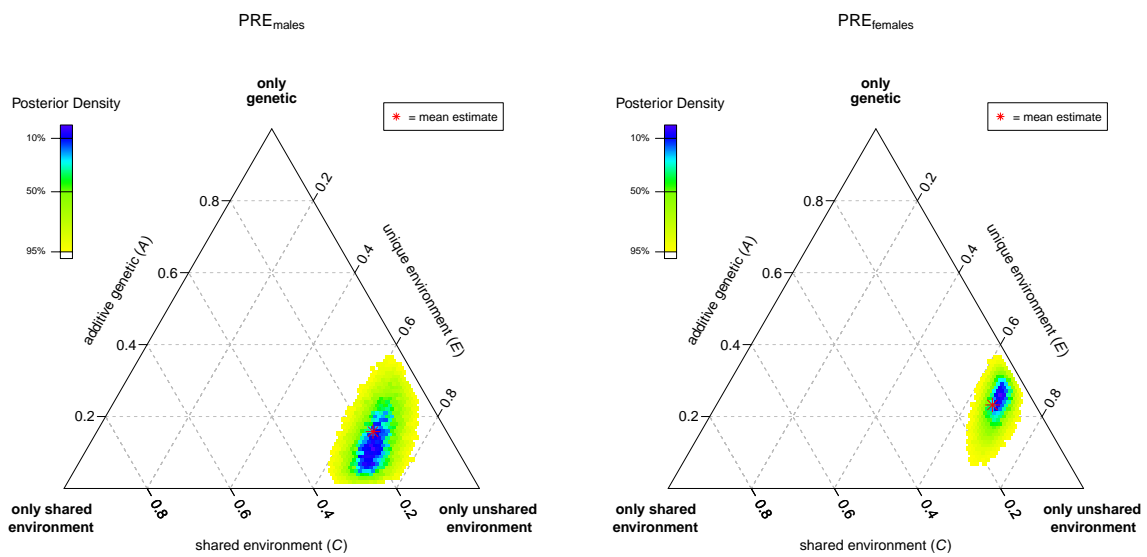 PRE males
PRE females
only
genetic
Posterior Density
10%
50%
95%
* = mean estimate
0.8
0.6
0.4
0.2
0.2
0.4
0.6
0.8
additive genetic (A)
unique environment (E)
only shared
environment
0.8
0.6
0.4
0.2
only unshared
environment
shared environment (C)
only
genetic
Posterior Density
10%
50%
95%
* = mean estimate
0.8
0.6
0.4
0.2
0.2
0.4
0.6
0.8
additive genetic (A)
unique environment (E)
only shared
environment
0.8
0.6
0.4
0.2
only unshared
environment
shared environment (C)